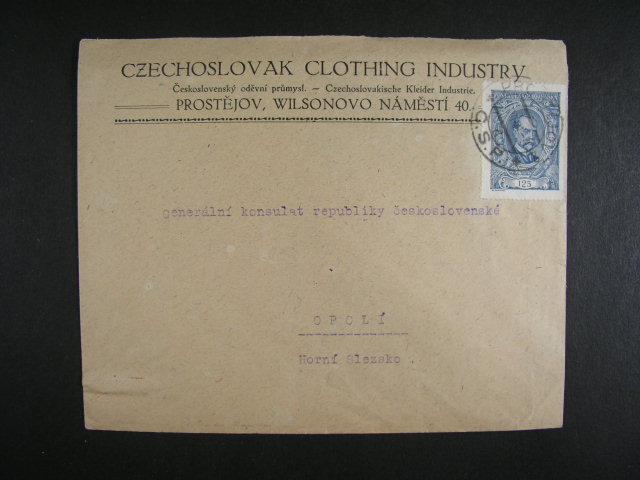 CZECHOSLOVAK CLOTHING INDUSTRY
Československý oděvní průmysl. — Czechoslovakische Kleider Industrie.
PROSTĚJOV, WILSONOVO NÁMĚSTÍ 40.
125
generální konsulat republiky československé
OPOLÍ
Horní Slezsko.